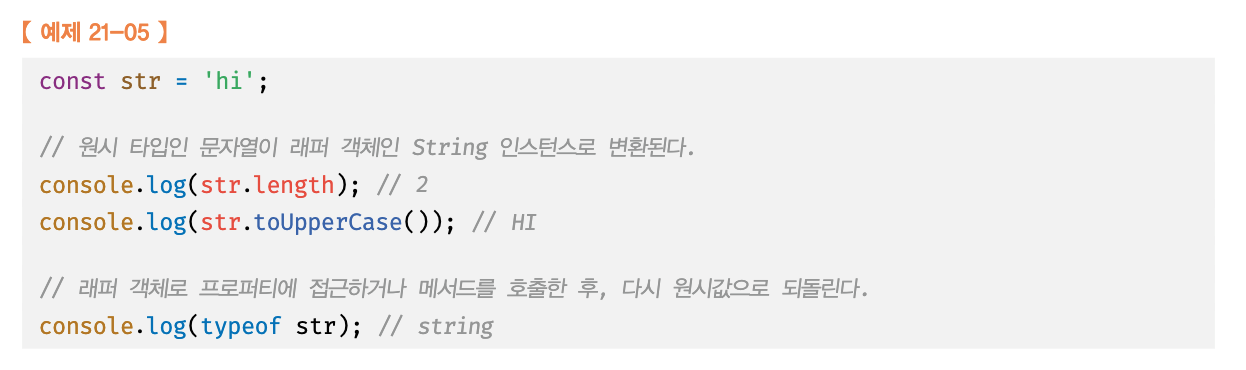 【 예제 21-05 】
const str = 'hi';
// 원시 타입인 문자열이 래퍼 객체인 String 인스턴스로 변환된다.
console.log(str.length); // 2
console.log(str.toUpperCase()); // HI
// 래퍼 객체로 프로퍼티에 접근하거나 메서드를 호출한 후, 다시 원시값으로 되돌린다.
console.log(typeof str); // string